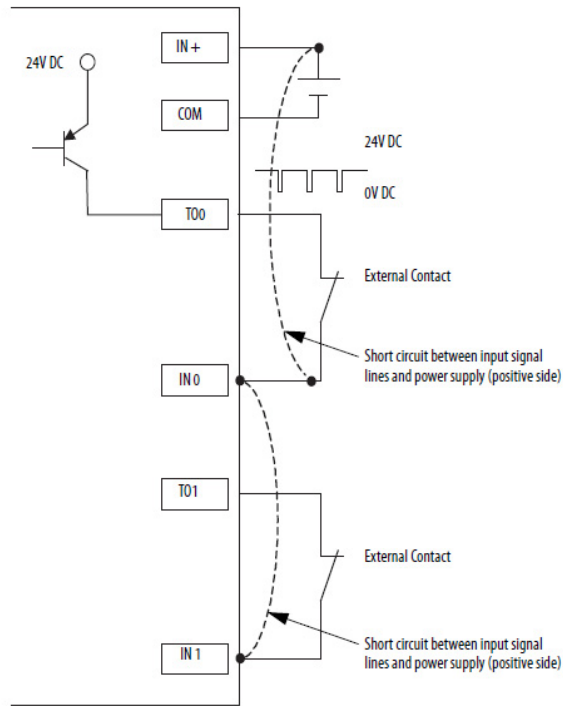 IN +
24V DC
COM
24V DC
0V DC
TO0
External Contact
Short circuit between input signal
lines and power supply (positive side)
IN 0
TO1
External Contact
Short circuit between input signal
lines and power supply (positive side)
IN 1